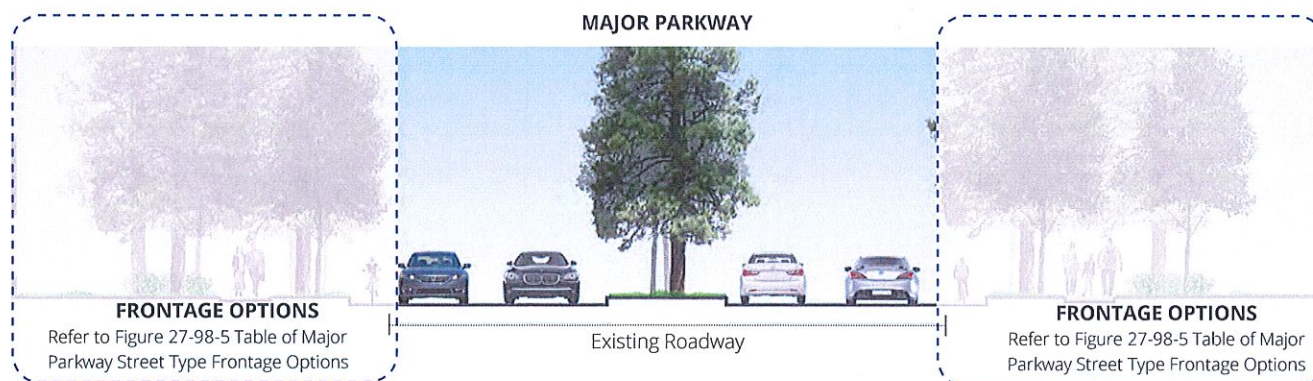 MAJOR PARKWAY
FRONTAGE OPTIONS
Refer to Figure 27-98-5 Table of Major
Parkway Street Type Frontage Options
Existing Roadway
FRONTAGE OPTIONS
Refer to Figure 27-98-5 Table of Major
Parkway Street Type Frontage Options